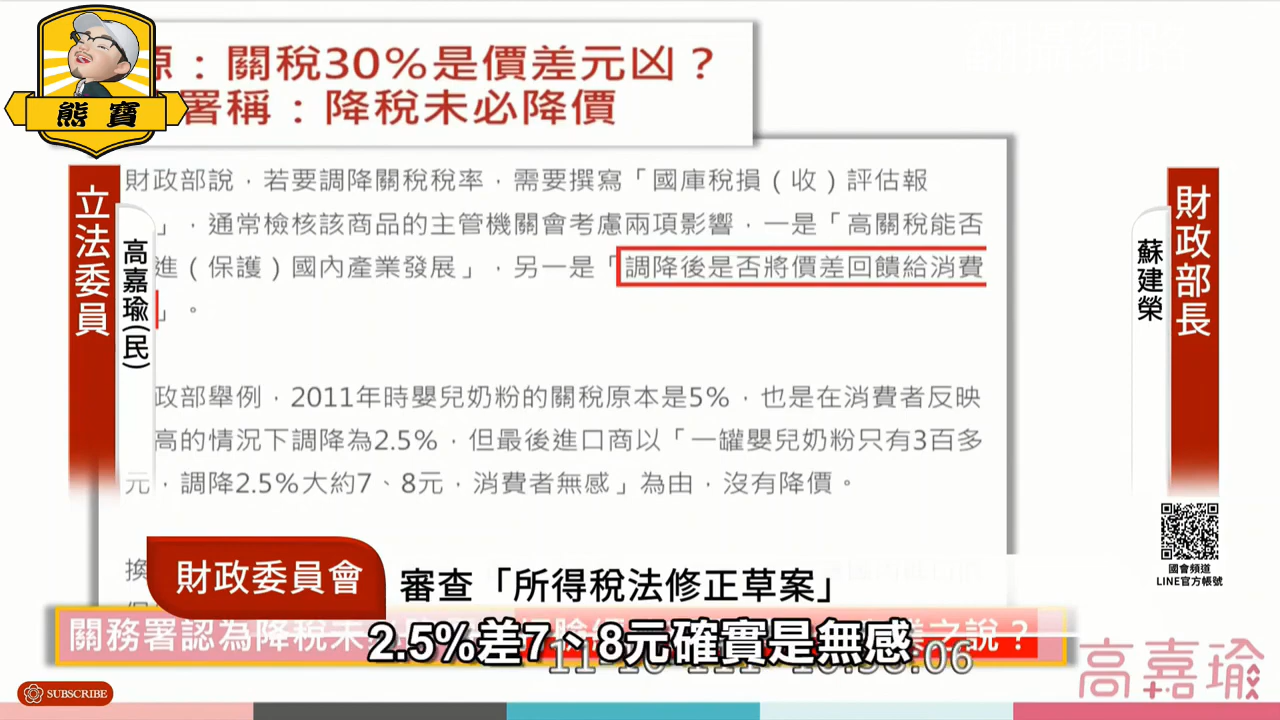 熊寶
源：關稅30%是價差元凶？
署稱：降稅未必降價
財政部說，若要調降關稅稅率，需要撰寫「國庫稅損（收）評估報
」，通常檢核該商品的主管機關會考慮兩項影響，一是「高關稅能否
進（保護）國內產業發展」，另一是「調降後是否將價差回饋給消費
」。
政部舉例，2011年時嬰兒奶粉的關稅原本是5%，也是在消費者反映
高的情況下調降為2.5%，但最後進口商以「一罐嬰兒奶粉只有3百多
元，調降2.5%大約7、8元，消費者無感」為由，沒有降價。
換
立法委員
高嘉瑜(民)
財政部長
蘇建榮
國會頻道
LINE官方帳號
財政委員會
審查「所得稅法修正草案」
關務署認為降稅未
之說？
2.5%差7、8元確實是無感
高嘉瑜
SUBSCRIBE